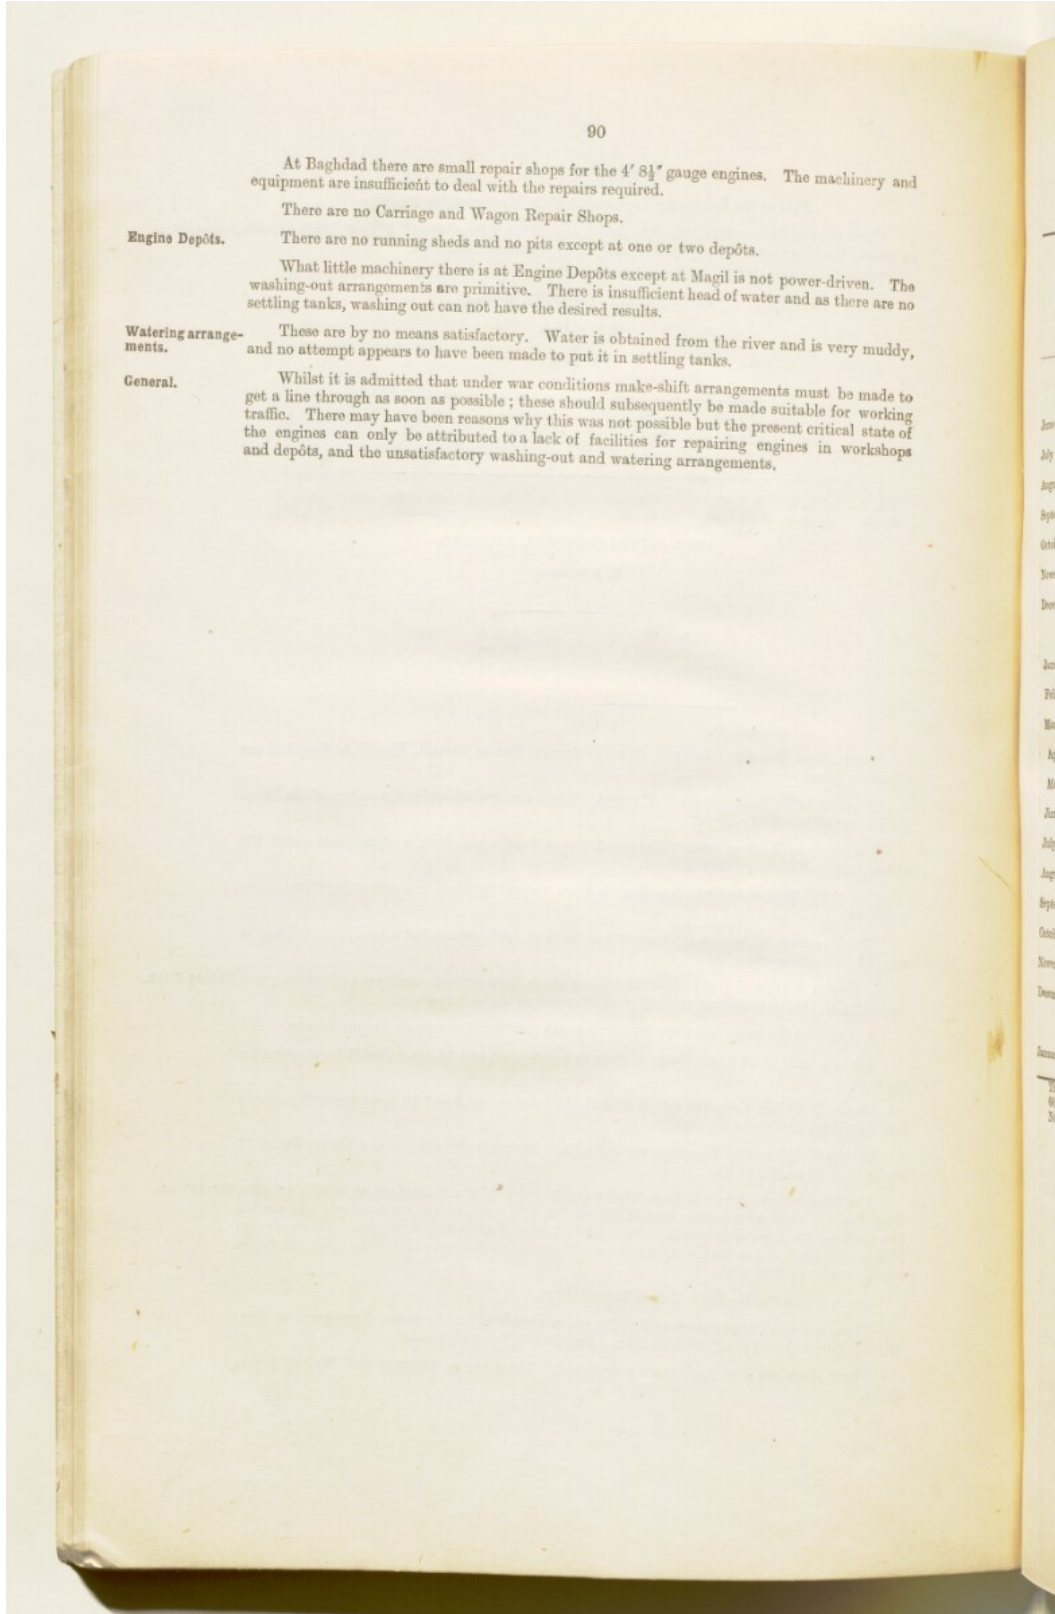 90
At Baghdad there are small repair shops for the 4′ 8½″ gauge engines. The machinery and
equipment are insufficient to deal with the repairs required.
There are no Carriage and Wagon Repair Shops.
Engine Depôts.
There are no running sheds and no pits except at one or two depôts.
What little machinery there is at Engine Depôts except at Magil is not power-driven. The
washing-out arrangements are primitive. There is insufficient head of water and as there are no
settling tanks, washing out can not have the desired results.
Watering arrange-
ments.
These are by no means satisfactory. Water is obtained from the river and is very muddy,
and no attempt appears to have been made to put it in settling tanks.
General.
Whilst it is admitted that under war conditions make-shift arrangements must be made to
get a line through as soon as possible ; these should subsequently be made suitable for working
traffic. There may have been reasons why this was not possible but the present critical state of
the engines can only be attributed to a lack of facilities for repairing engines in workshops
and depôts, and the unsatisfactory washing-out and watering arrangements,
July
July